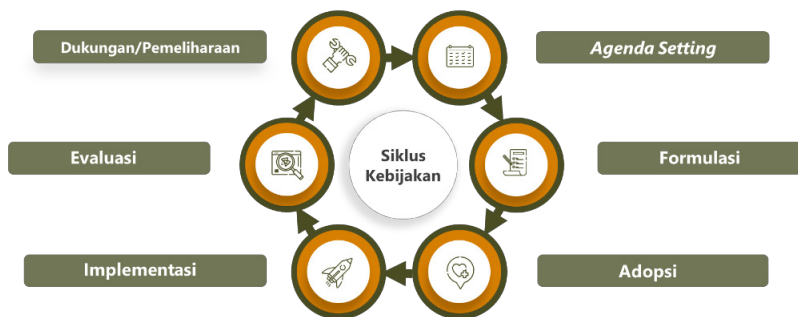 Dukungan/Pemeliharaan
Agenda Setting
Evaluasi
Siklus
Kebijakan
Formulasi
Implementasi
Adopsi